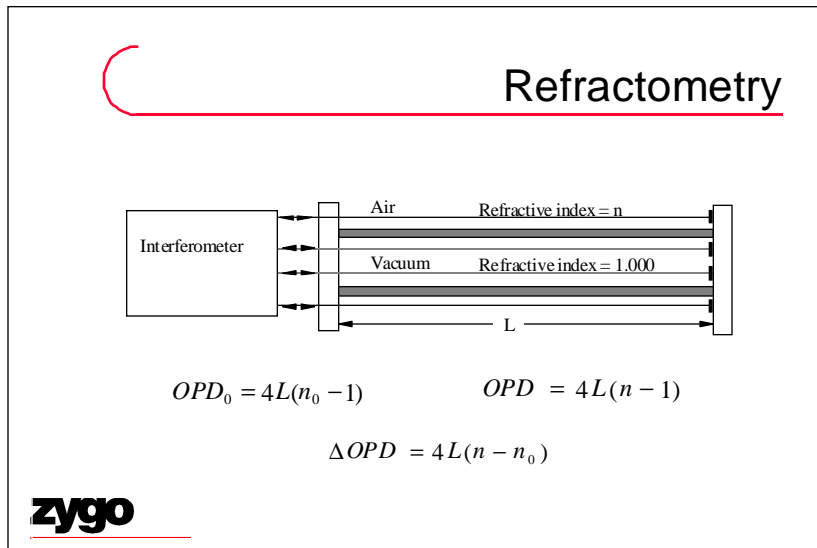 Refractometry
Air Refractive index = n
Interferometer
Vacuum Refractive index = 1.000
L
OPD₀ = 4L(n₀ − 1) OPD = 4L(n − 1)
ΔOPD = 4L(n − n₀)
zygo